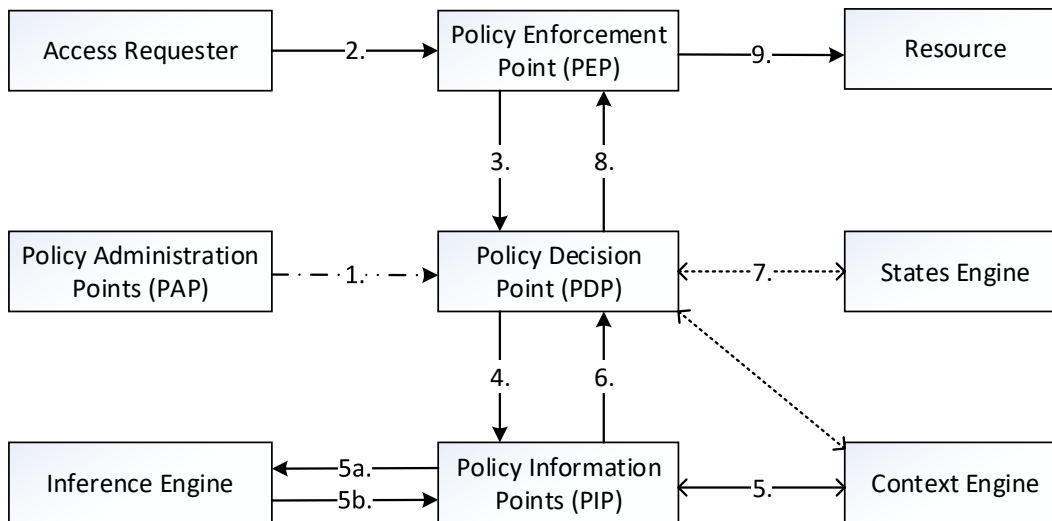 Access Requester
2.
Policy Enforcement
Point (PEP)
9.
Resource
3.
8.
Policy Administration
Points (PAP)
1.
Policy Decision
Point (PDP)
7.
States Engine
4.
6.
Inference Engine
5a.
5b.
Policy Information
Points (PIP)
5.
Context Engine